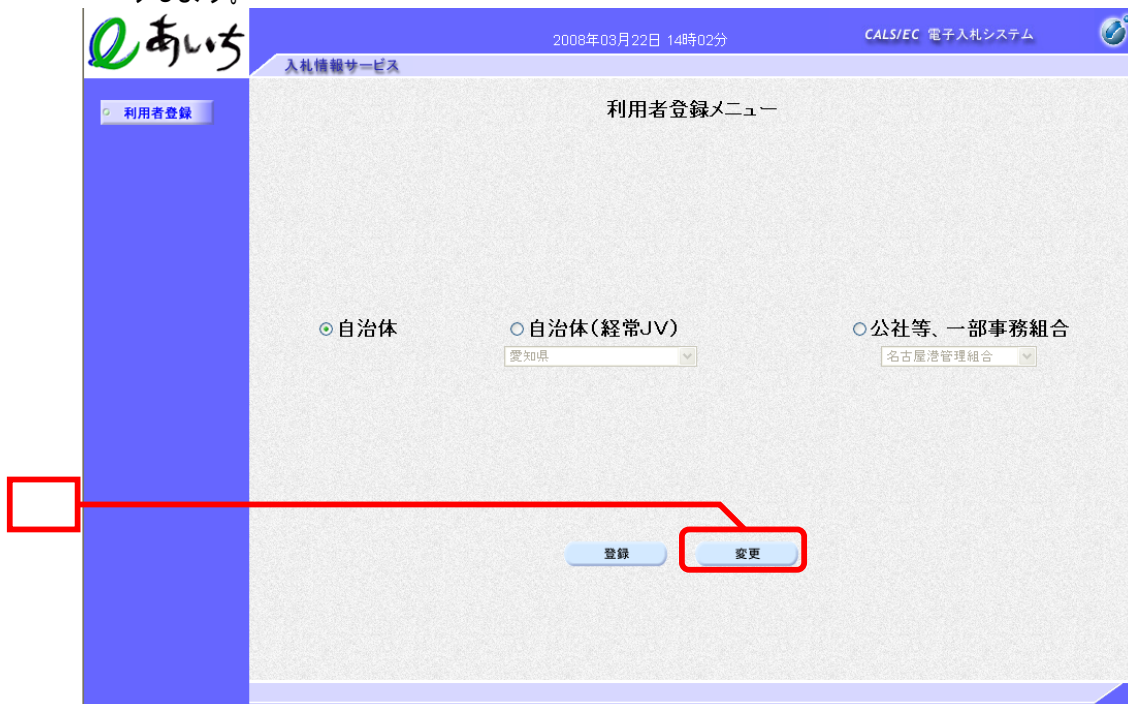 あいち
2008年03月22日 14時02分
CALS/EC 電子入札システム
入札情報サービス
利用者登録
利用者登録メニュー
自治体
自治体(経常JV)
公社等、一部事務組合
愛知県
名古屋港管理組合
登録
変更